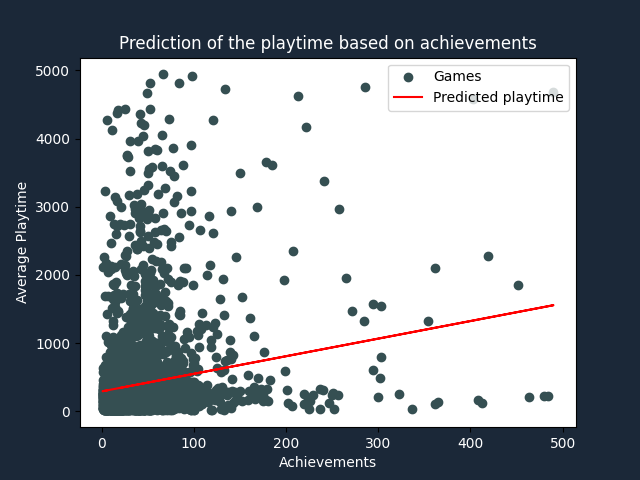 Prediction of the playtime based on achievements
Games
Predicted playtime
Average Playtime
5000
4000
3000
2000
1000
0
0 100 200 300 400 500
Achievements